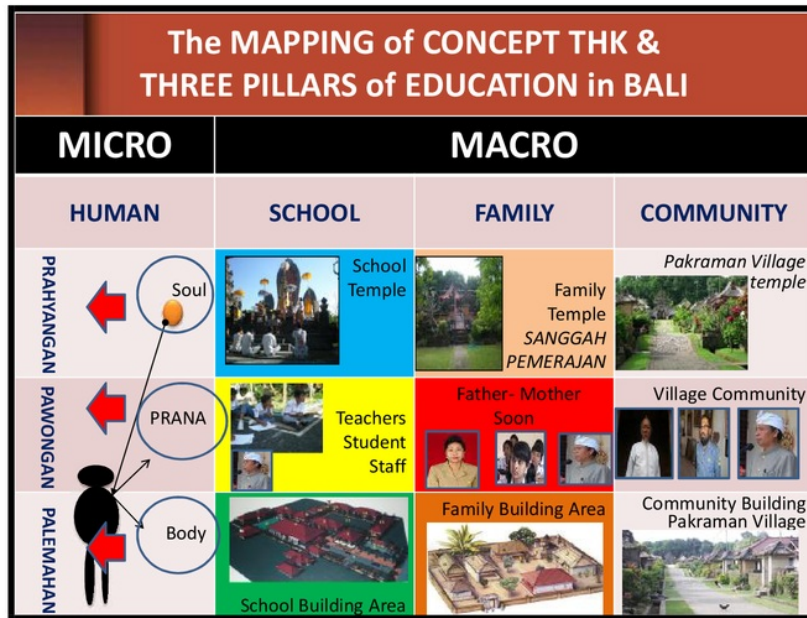 The MAPPING of CONCEPT THK &
THREE PILLARS of EDUCATION in BALI
MICRO
MACRO
HUMAN
SCHOOL
FAMILY
COMMUNITY
PRAHYANGAN
Soul
School
Temple
Family
Temple
SANGGAH
PEMERAJAN
Pakraman Village
temple
PAWONGAN
PRANA
Teachers
Student
Staff
Father- Mother
Soon
Village Community
PALEMAHAN
Body
School Building Area
Family Building Area
Community Building
Pakraman Village